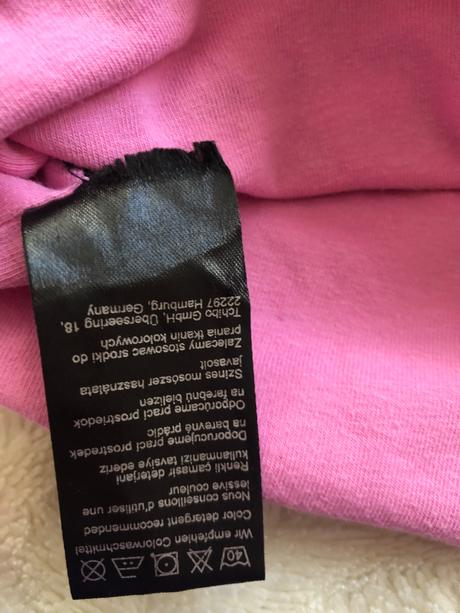 40
Wir empfehlen Colorwaschmittel
Color detergent recommended
Nous conseillons d'utiliser une
lessive couleur
Renkli çamaşır deterjanı
kullanmanızı tavsiye ederiz
Doporucujeme prací prostředek
na barevné prádlo
Odporúčame prací prostriedok
na farebnú bielizeň
Színes mosószer használata
javasolt
Zalecamy stosować środki do
prania tkanin kolorowych
Tchibo GmbH, Überseering 18,
22297 Hamburg, Germany